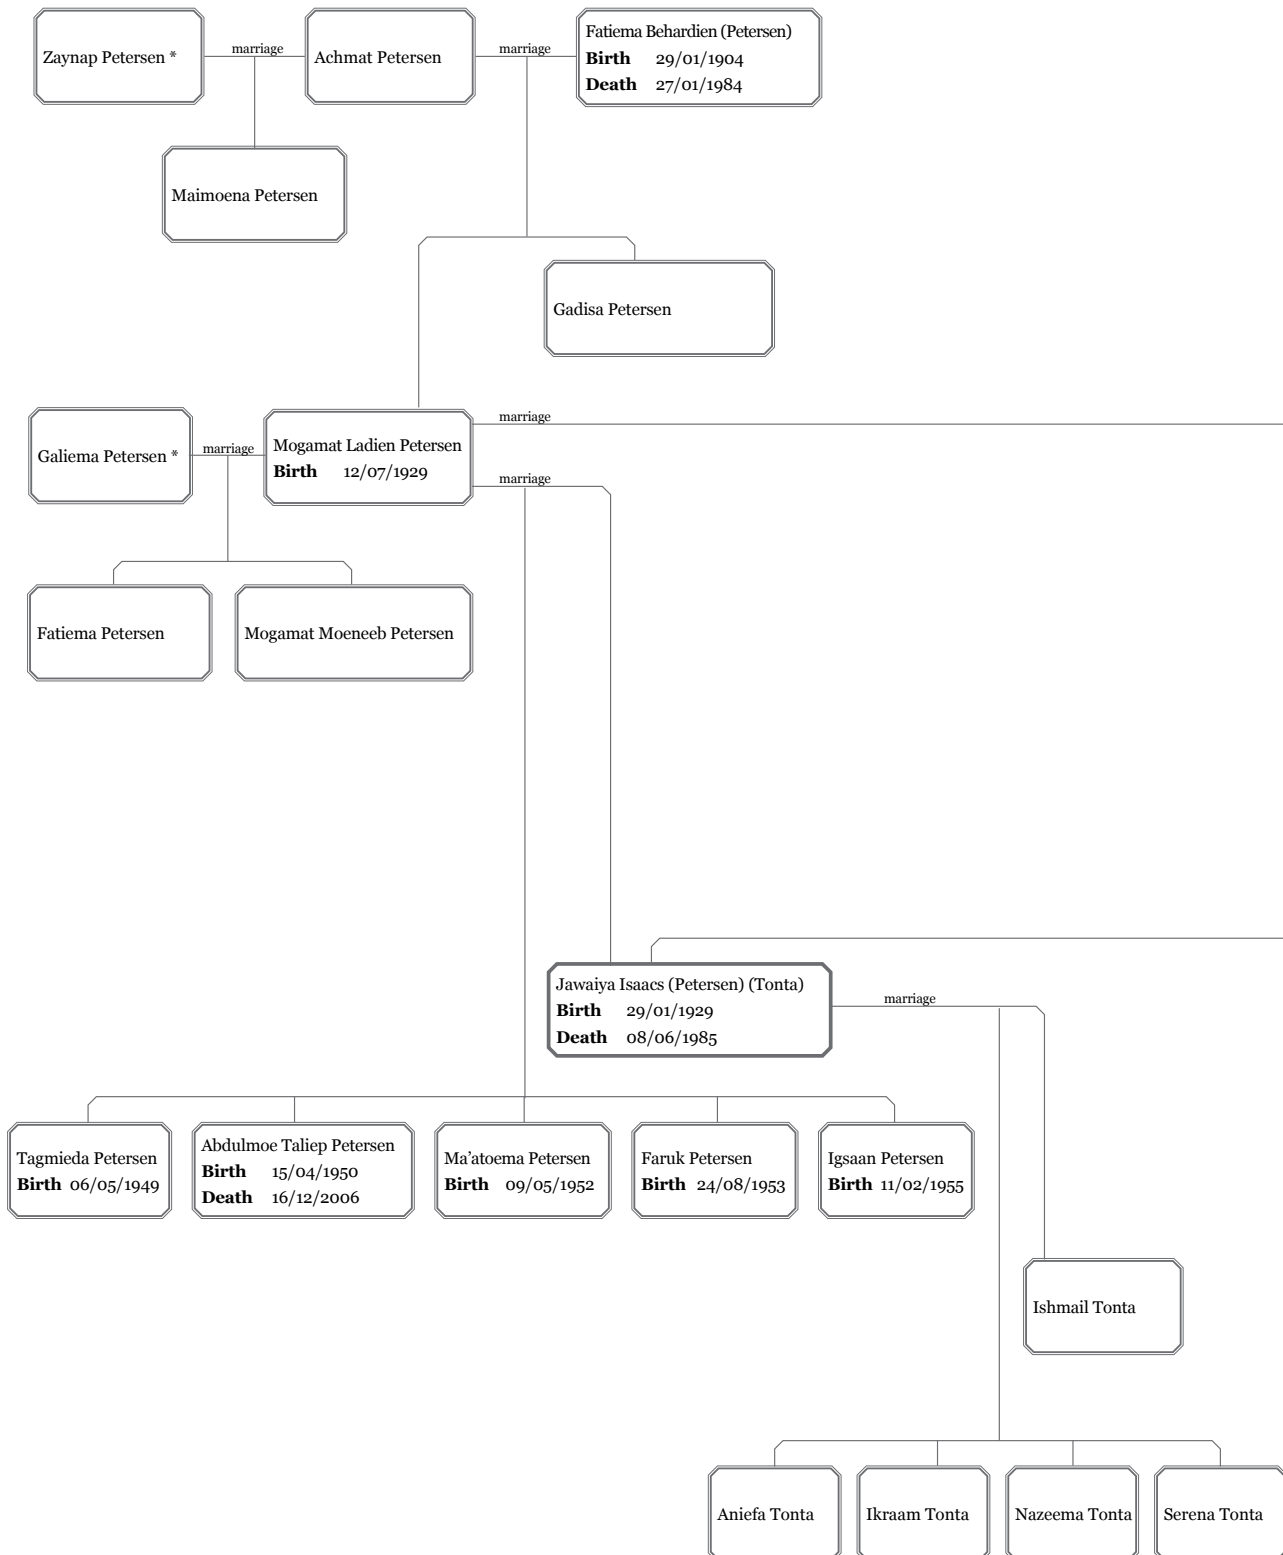 Zaynap Petersen *
marriage
Achmat Petersen
marriage
Fatiema Behardien (Petersen)
Birth 29/01/1904
Death 27/01/1984
Maimoena Petersen
Gadisa Petersen
Galiema Petersen *
marriage
Mogamat Ladien Petersen
Birth 12/07/1929
marriage
marriage
Fatiema Petersen
Mogamat Moeneeb Petersen
Jawaiya Isaacs (Petersen) (Tonta)
Birth 29/01/1929
Death 08/06/1985
marriage
Tagmieda Petersen
Birth 06/05/1949
Abdulmoe Taliep Petersen
Birth 15/04/1950
Death 16/12/2006
Ma’atoema Petersen
Birth 09/05/1952
Faruk Petersen
Birth 24/08/1953
Igsaan Petersen
Birth 11/02/1955
Ishmail Tonta
Aniefa Tonta
Ikraam Tonta
Nazeema Tonta
Serena Tonta